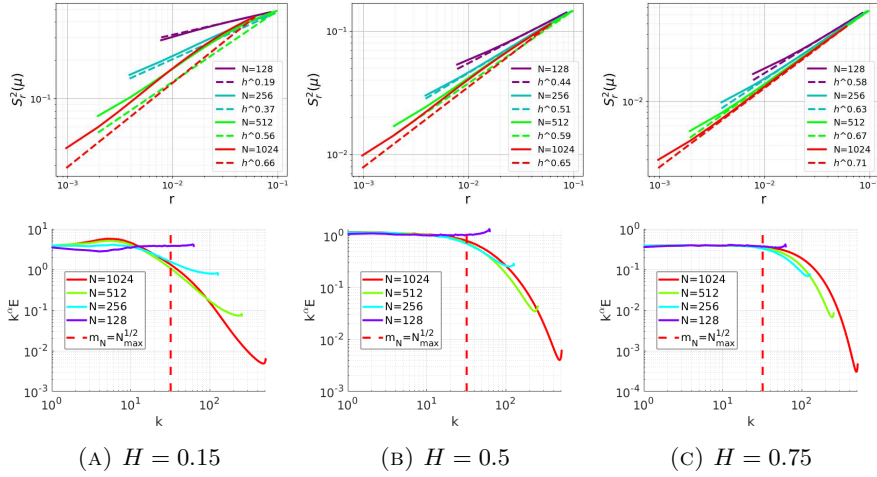 S_r^2(μ)
10^-1
10^-3
10^-2
10^-1
r
N=128
h^0.19
N=256
h^0.37
N=512
h^0.56
N=1024
h^0.66
S_r^2(μ)
10^-1
10^-2
10^-3
10^-2
10^-1
r
N=128
h^0.44
N=256
h^0.51
N=512
h^0.59
N=1024
h^0.65
S_r^2(μ)
10^-2
10^-3
10^-2
10^-1
r
N=128
h^0.58
N=256
h^0.63
N=512
h^0.67
N=1024
h^0.71
k^αE
10^1
10^0
10^-1
10^-2
10^-3
10^0
10^1
10^2
k
N=1024
N=512
N=256
N=128
m_N=N_max^1/2
k^αE
10^0
10^-1
10^-2
10^-3
10^0
10^1
10^2
k
N=1024
N=512
N=256
N=128
m_N=N_max^1/2
k^αE
10^1
10^0
10^-1
10^-2
10^-3
10^-4
10^0
10^1
10^2
k
N=1024
N=512
N=256
N=128
m_N=N_max^1/2
(A) H = 0.15
(B) H = 0.5
(C) H = 0.75